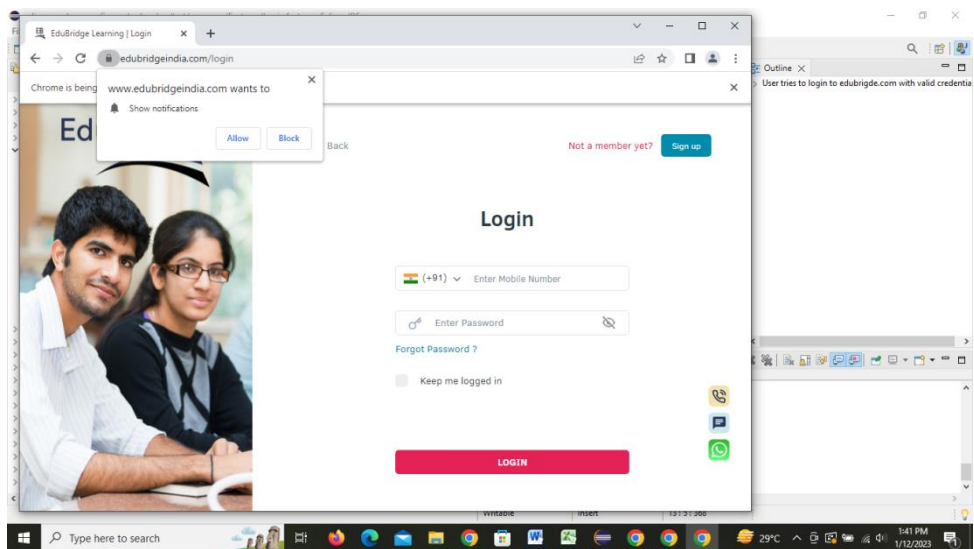 EduBridge Learning | Login
edubridgeindia.com/login
Chrome is being
www.edubridgeindia.com wants to
Show notifications
Allow
Block
Ed
Back
Not a member yet?
Sign up
Login
(+91)
Enter Mobile Number
Enter Password
Forgot Password ?
Keep me logged in
LOGIN
Outline
User tries to login to edubrigde.com with valid credentia
Writable
Insert
Type here to search
29°C
1:41 PM
1/12/2023